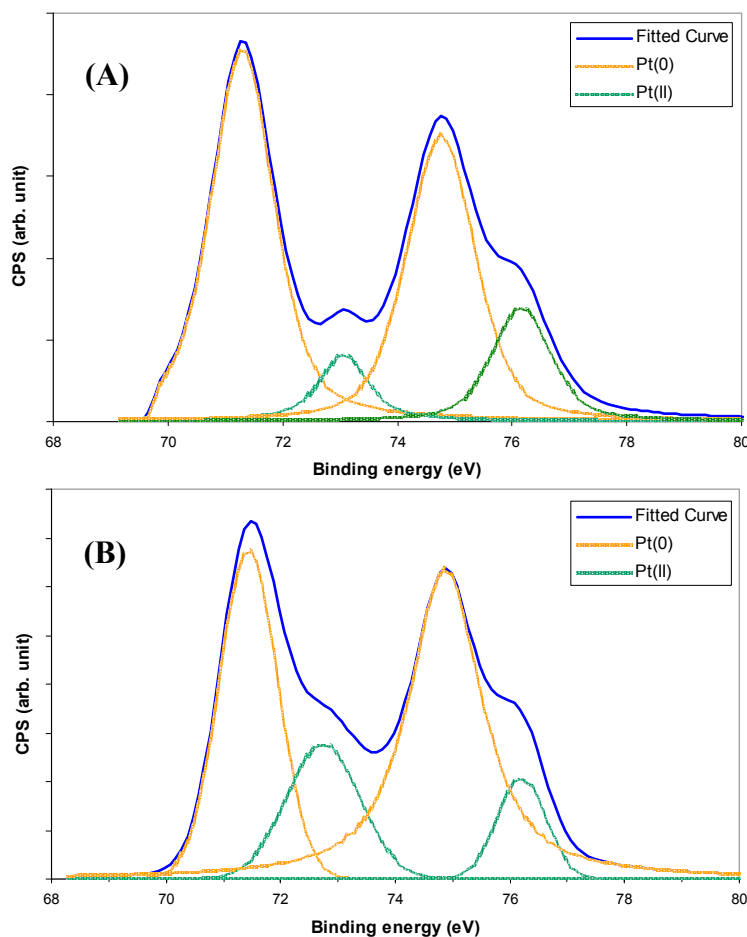 (A)
Fitted Curve
Pt(0)
Pt(II)
CPS (arb. unit)
68 70 72 74 76 78 80
Binding energy (eV)
(B)
Fitted Curve
Pt(0)
Pt(II)
CPS (arb. unit)
68 70 72 74 76 78 80
Binding energy (eV)